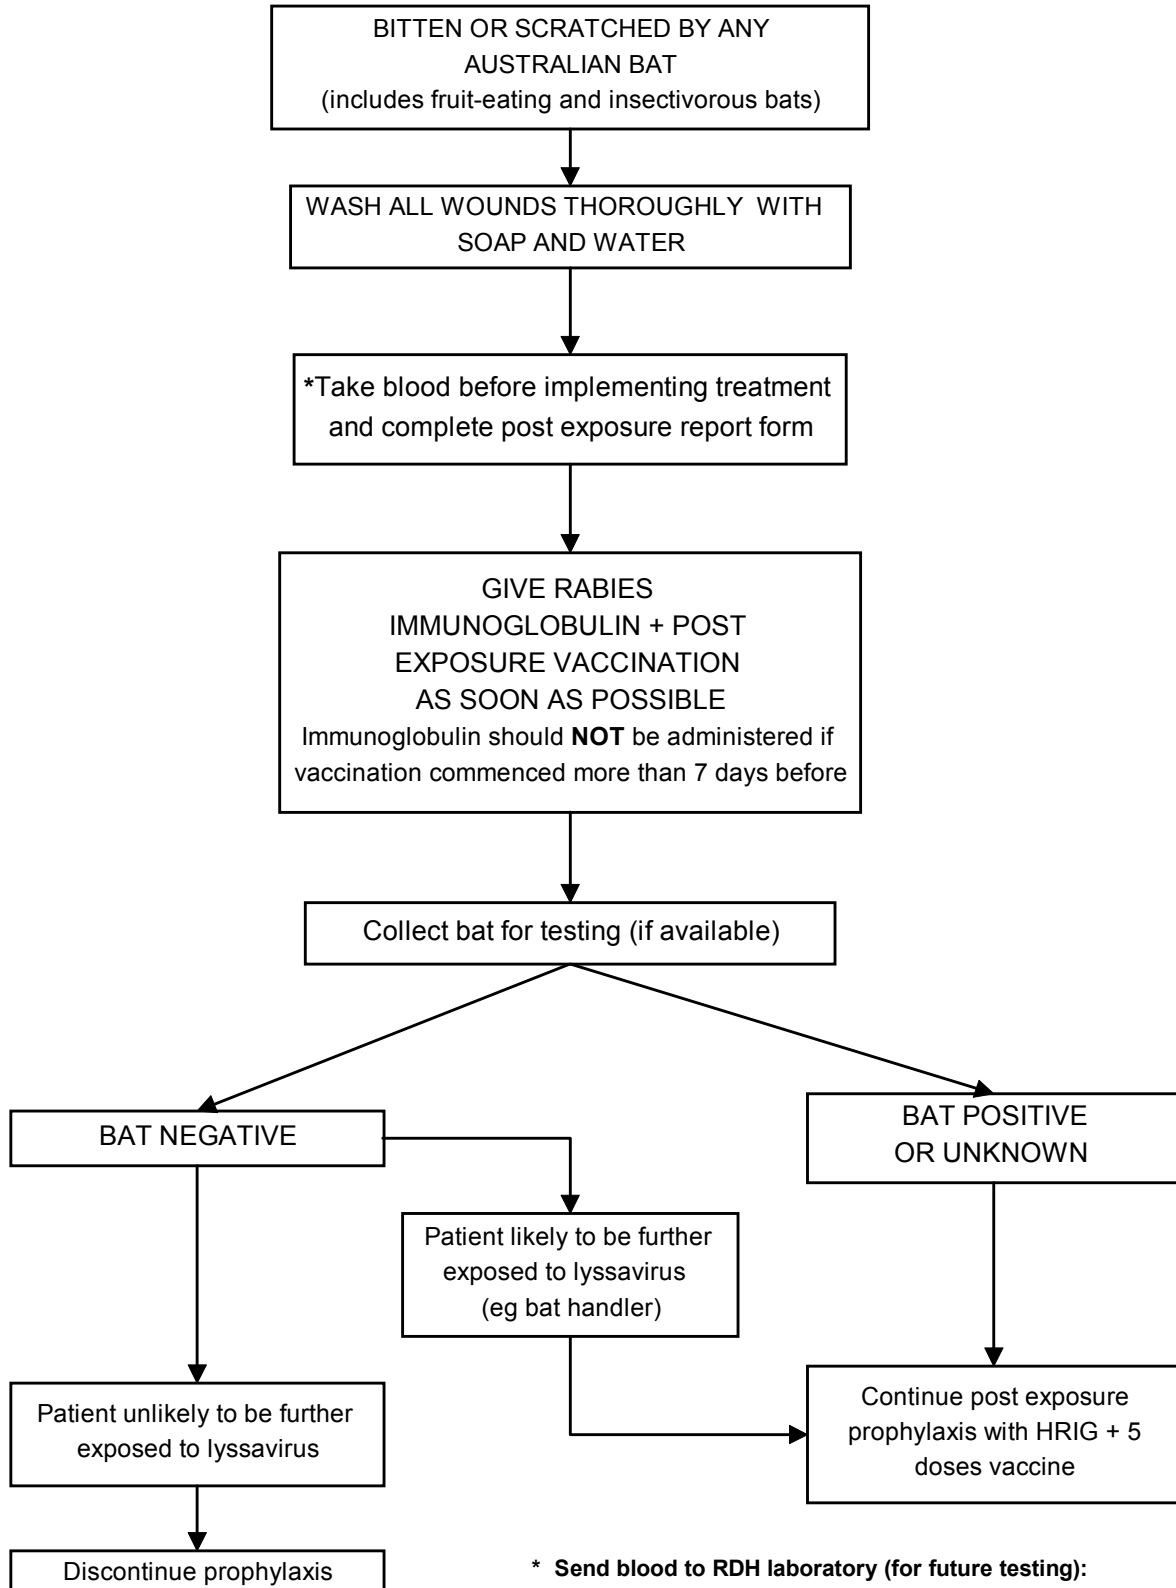 BITTEN OR SCRATCHED BY ANY
AUSTRALIAN BAT
(includes fruit-eating and insectivorous bats)
WASH ALL WOUNDS THOROUGHLY WITH
SOAP AND WATER
*Take blood before implementing treatment
and complete post exposure report form
GIVE RABIES
IMMUNOGLOBULIN + POST
EXPOSURE VACCINATION
AS SOON AS POSSIBLE
Immunoglobulin should NOT be administered if
vaccination commenced more than 7 days before
Collect bat for testing (if available)
BAT NEGATIVE
BAT POSITIVE
OR UNKNOWN
Patient likely to be further
exposed to lyssavirus
(eg bat handler)
Patient unlikely to be further
exposed to lyssavirus
Continue post exposure
prophylaxis with HRIG + 5
doses vaccine
Discontinue prophylaxis
* Send blood to RDH laboratory (for future testing):